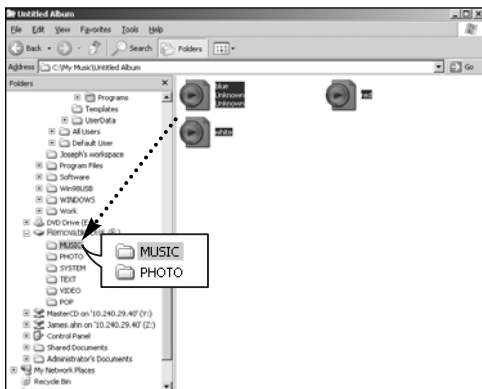 Untitled Album
File Edit View Favorites Tools Help
Back Search Folders
Address C:\My Music\Untitled Album Go
Folders
Programs
Templates
UserData
All Users
Default User
Joseph's workspace
Program Files
Software
Win98USB
WINDOWS
Work
DVD Drive
Removable
MUSIC
PHOTO
SYSTEM
TEXT
VIDEO
POP
MasterCD on '10.240.29.40' (Y:)
James.ahn on '10.240.29.40' (Z:)
Control Panel
Shared Documents
Administrator's Documents
My Network Places
Recycle Bin
blue
Unknown
Unknown
red
white
MUSIC
PHOTO